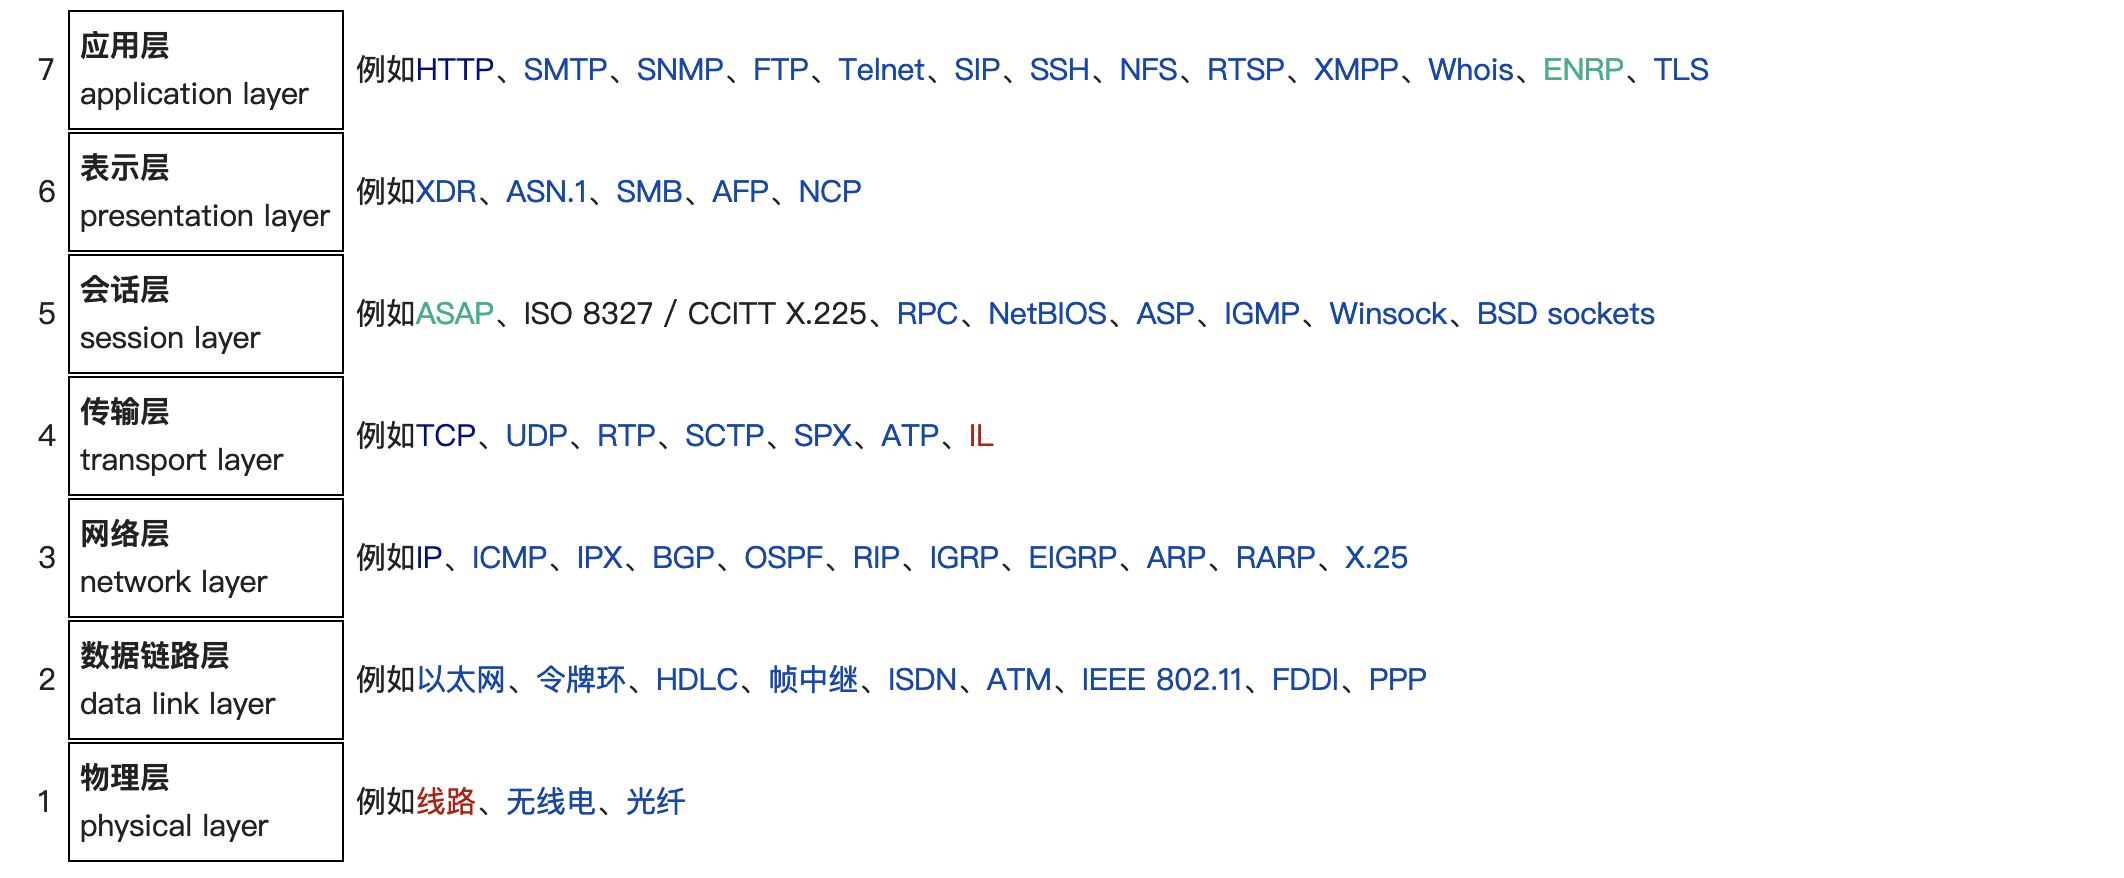 7
应用层
application layer
例如HTTP、SMTP、SNMP、FTP、Telnet、SIP、SSH、NFS、RTSP、XMPP、Whois、ENRP、TLS
6
表示层
presentation layer
例如XDR、ASN.1、SMB、AFP、NCP
5
会话层
session layer
例如ASAP、ISO 8327 / CCITT X.225、RPC、NetBIOS、ASP、IGMP、Winsock、BSD sockets
4
传输层
transport layer
例如TCP、UDP、RTP、SCTP、SPX、ATP、IL
3
网络层
network layer
例如IP、ICMP、IPX、BGP、OSPF、RIP、IGRP、EIGRP、ARP、RARP、X.25
2
数据链路层
data link layer
例如以太网、令牌环、HDLC、帧中继、ISDN、ATM、IEEE 802.11、FDDI、PPP
1
物理层
physical layer
例如线路、无线电、光纤